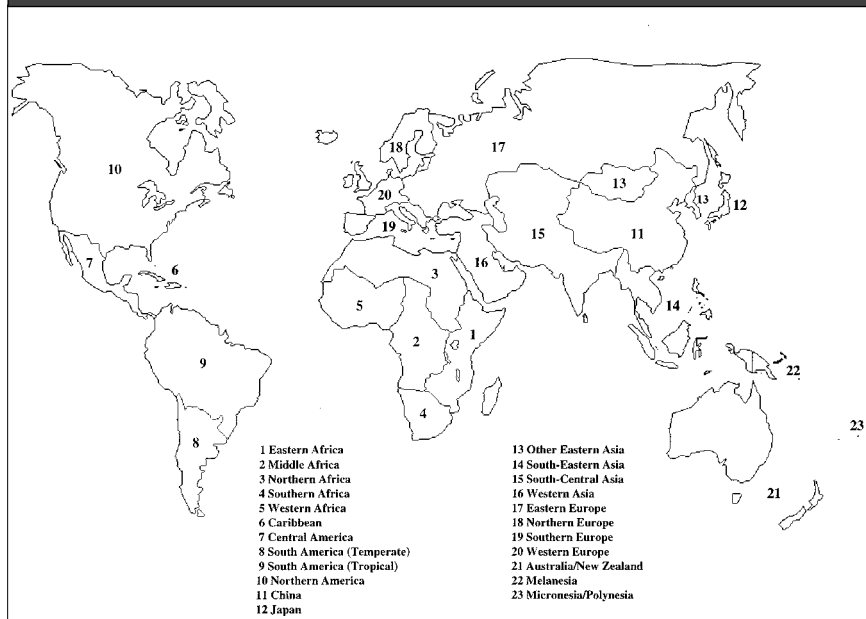 18
17
10
20
13
13
12
19
15
11
7
6
16
3
5
14
1
2
22
9
4
23
8
21
1 Eastern Africa
2 Middle Africa
3 Northern Africa
4 Southern Africa
5 Western Africa
6 Caribbean
7 Central America
8 South America (Temperate)
9 South America (Tropical)
10 Northern America
11 China
12 Japan
13 Other Eastern Asia
14 South-Eastern Asia
15 South-Central Asia
16 Western Asia
17 Eastern Europe
18 Northern Europe
19 Southern Europe
20 Western Europe
21 Australia/New Zealand
22 Melanesia
23 Micronesia/Polynesia